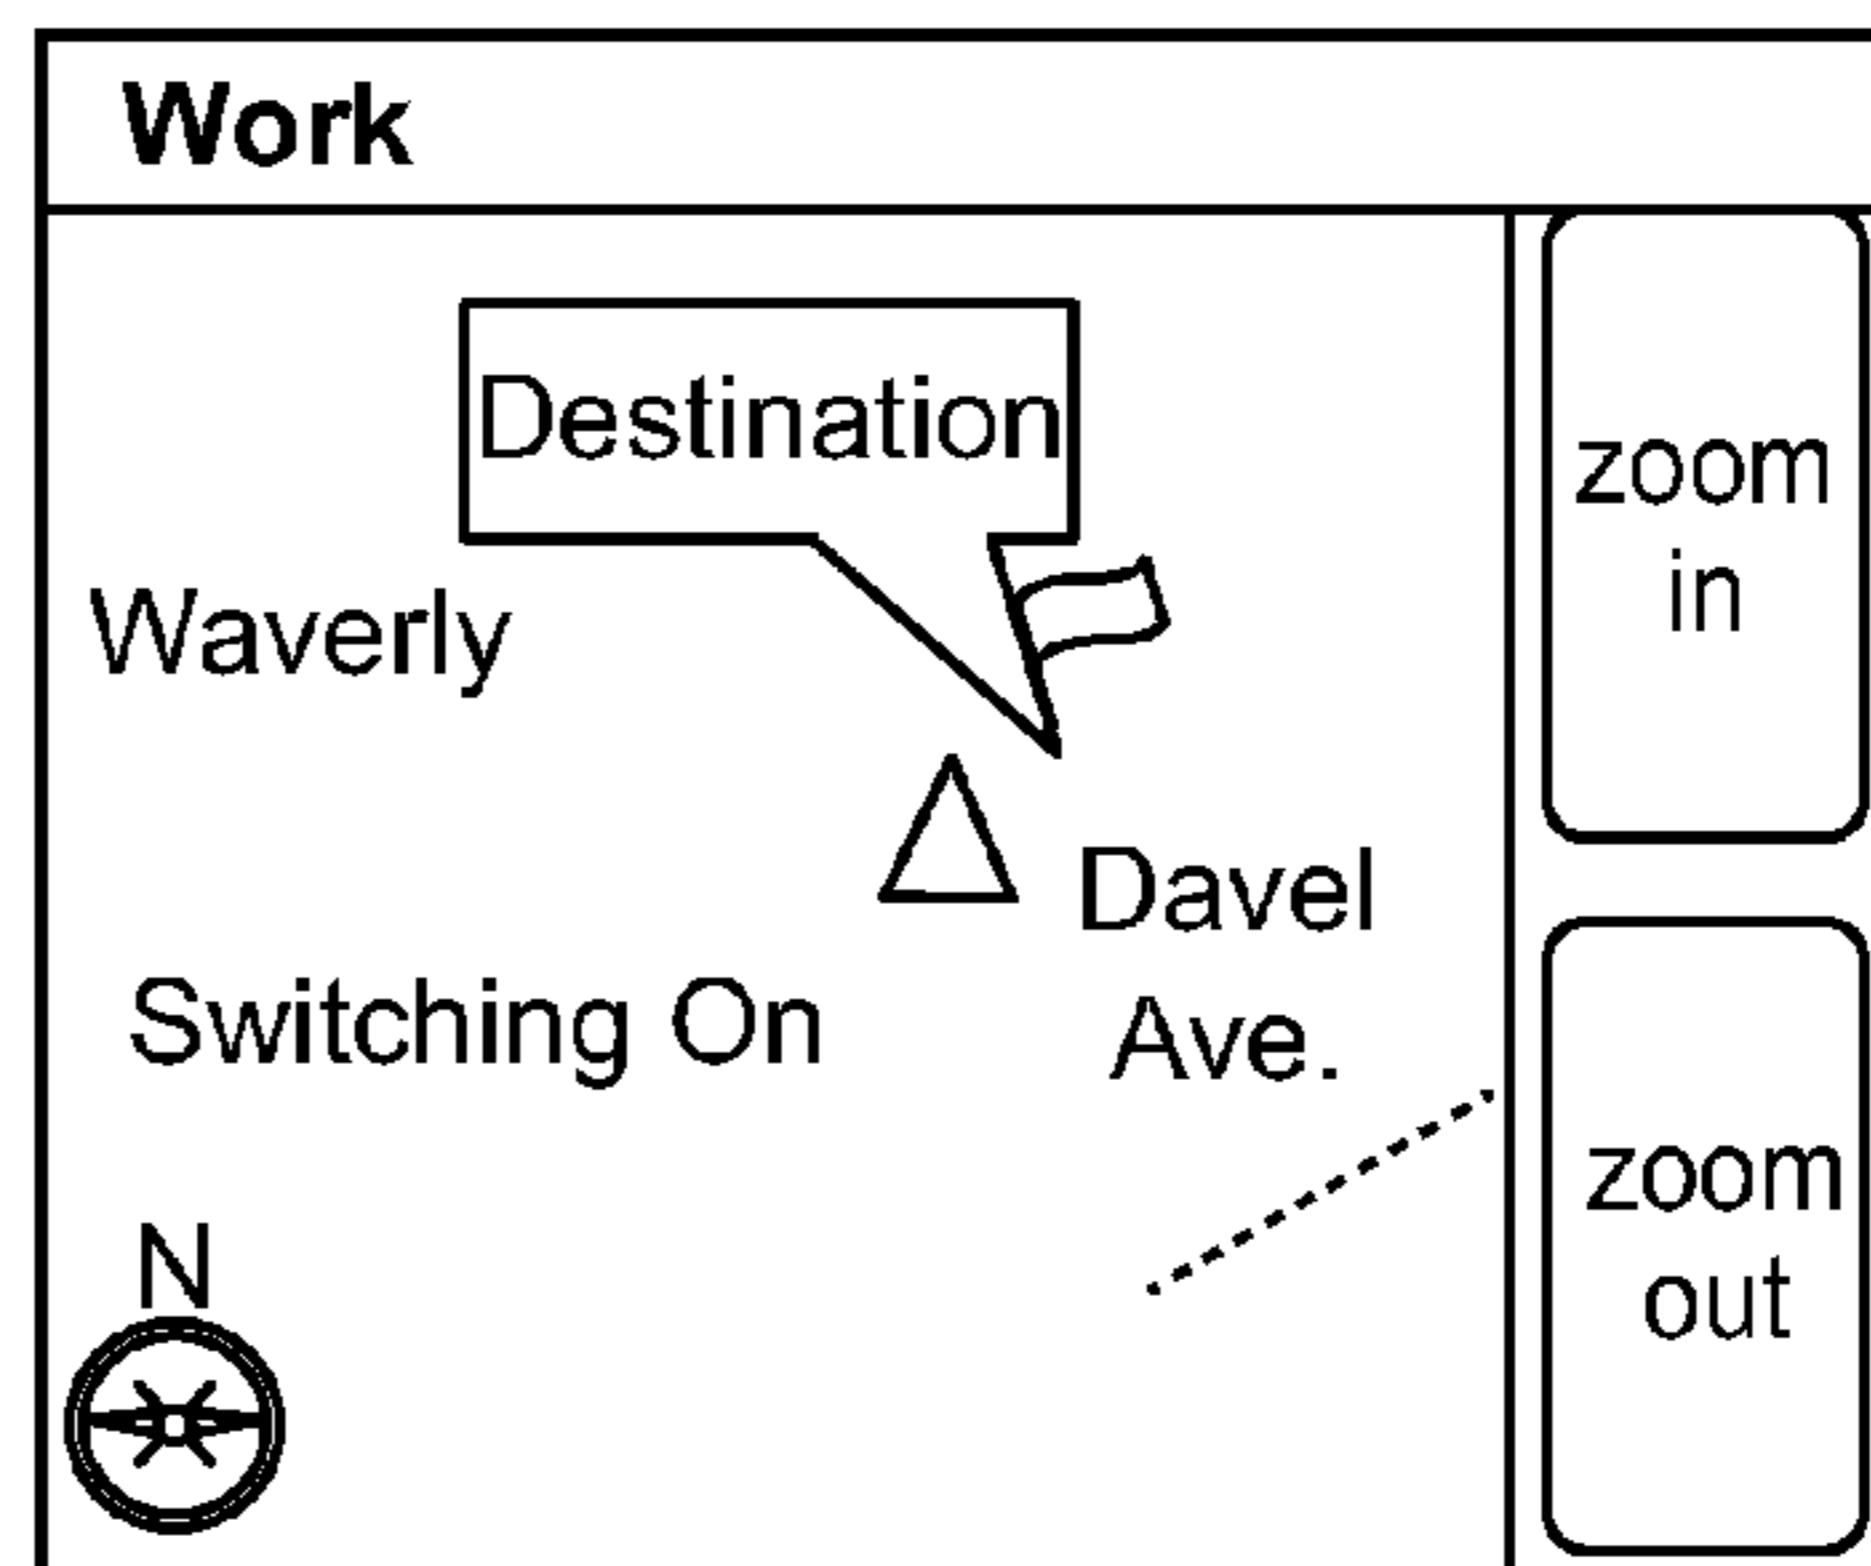 Work
Destination
zoom
in
Waverly
Davel
Ave.
Switching On
zoom
out
N